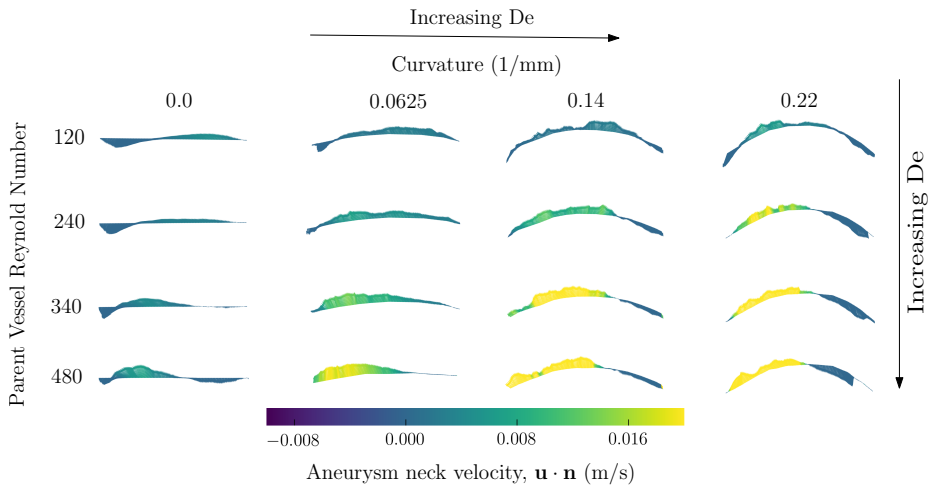 Increasing De
Curvature (1/mm)
0.0 0.0625 0.14 0.22
120
240
340
480
Parent Vessel Reynold Number
Increasing De
−0.008 0.000 0.008 0.016
Aneurysm neck velocity, u · n (m/s)